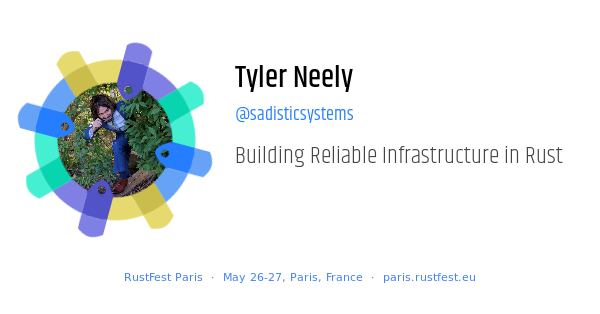 Tyler Neely
@sadisticsystems
Building Reliable Infrastructure in Rust
RustFest Paris · May 26-27, Paris, France · paris.rustfest.eu